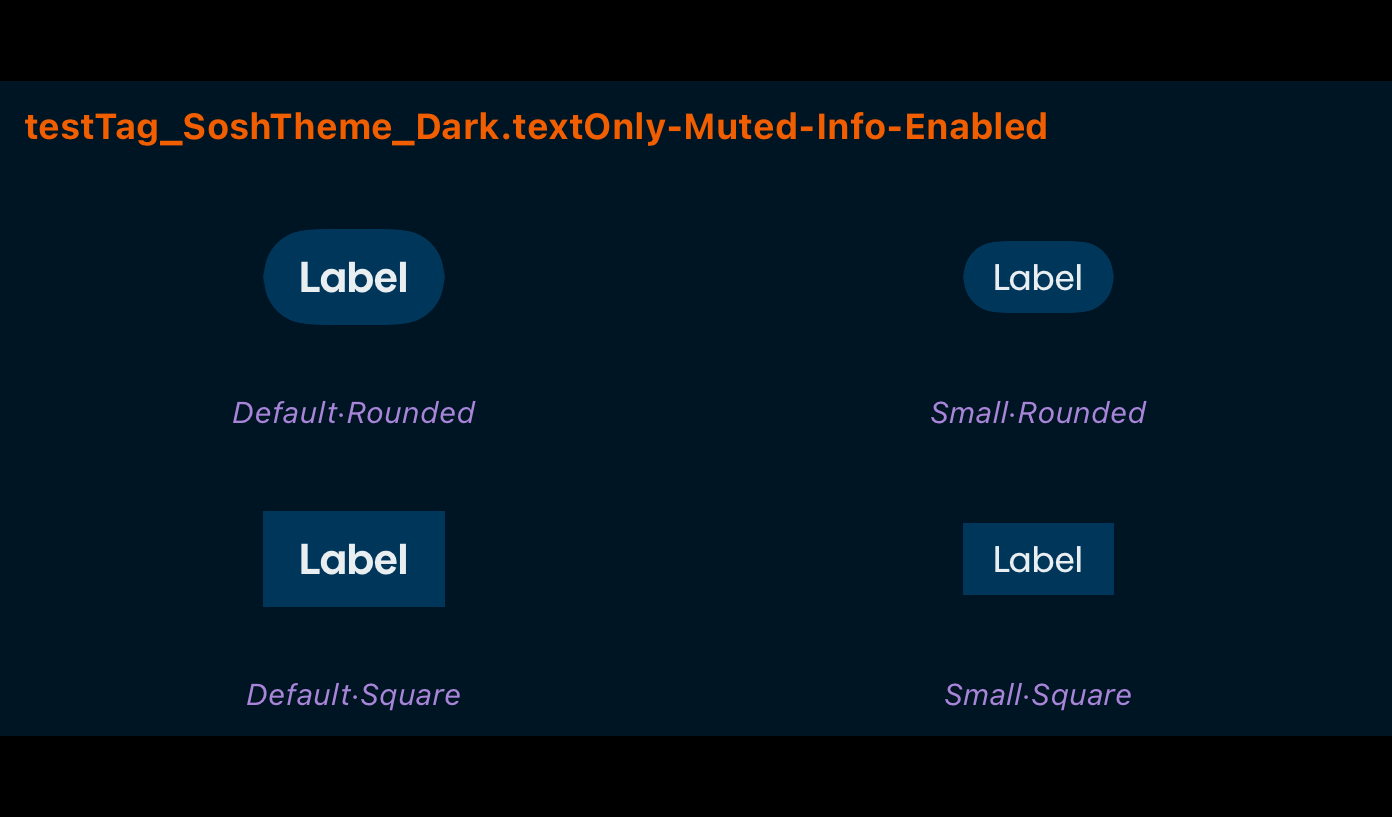 testTag_SoshTheme_Dark.textOnly-Muted-Info-Enabled
Label
Label
Default·Rounded
Small·Rounded
Label
Label
Default·Square
Small·Square